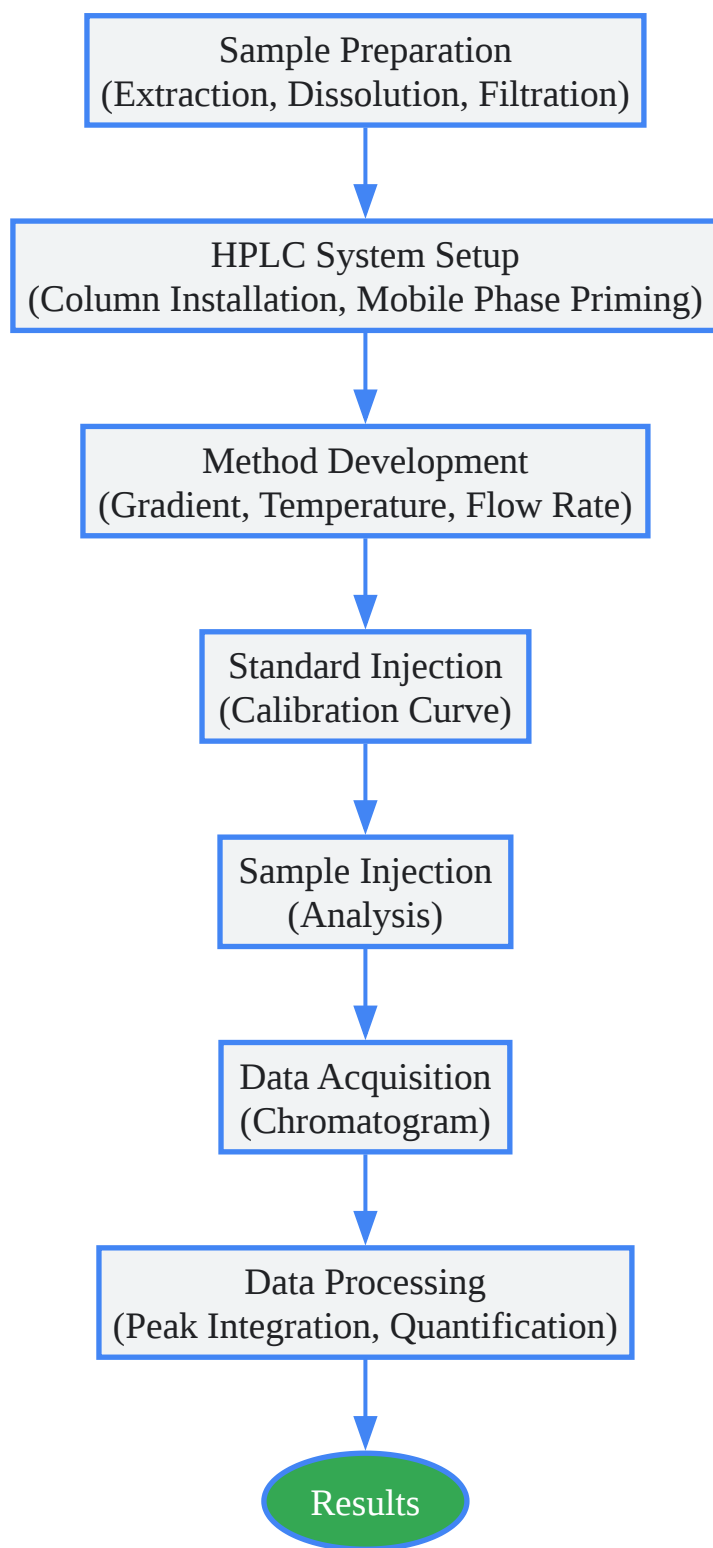 Sample Preparation
(Extraction, Dissolution, Filtration)
HPLC System Setup
(Column Installation, Mobile Phase Priming)
Method Development
(Gradient, Temperature, Flow Rate)
Standard Injection
(Calibration Curve)
Sample Injection
(Analysis)
Data Acquisition
(Chromatogram)
Data Processing
(Peak Integration, Quantification)
Results